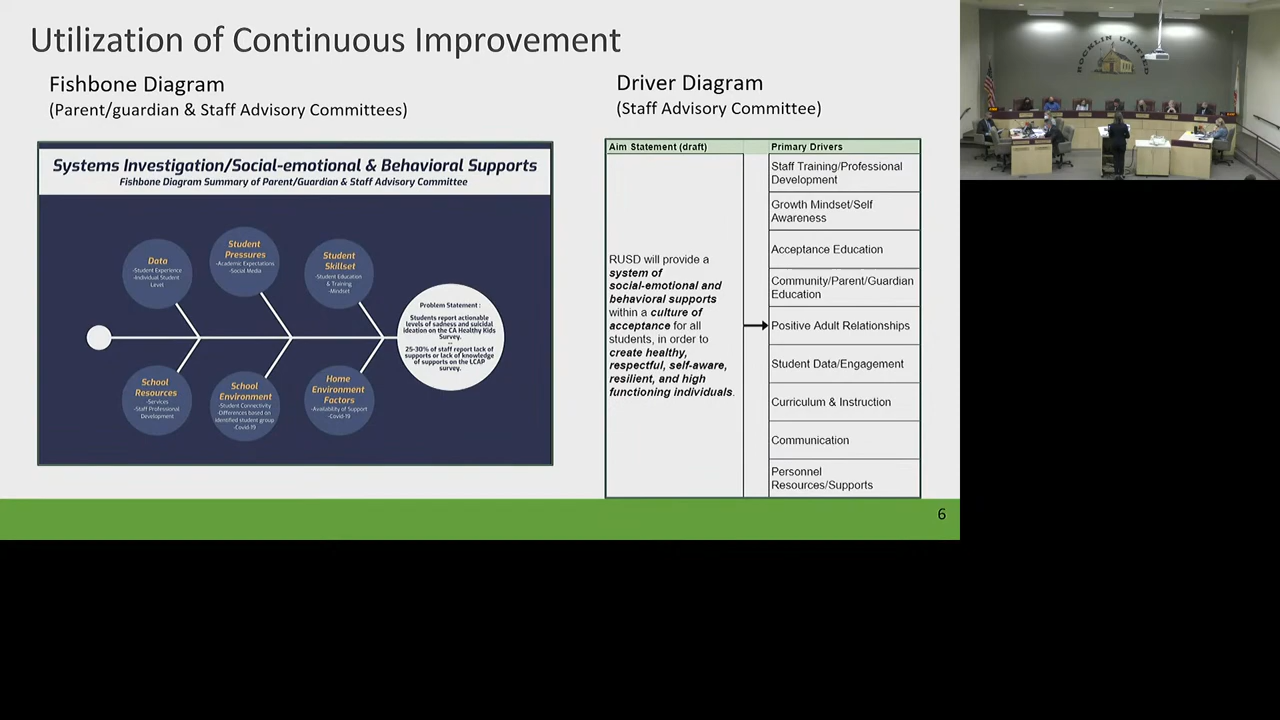 Utilization of Continuous Improvement
Fishbone Diagram
(Parent/guardian & Staff Advisory Committees)
Systems Investigation/Social-emotional & Behavioral Supports
Fishbone Diagram Summary of Parent/Guardian & Staff Advisory Committee
Data
-Student Experience
-Individual Student
Level
Student
Pressures
-Academic Expectations
-Social Media
Student
Skillset
-Student Education
& Training
-Mindset
Problem Statement :
Students report actionable
levels of sadness and suicidal
ideation on the CA Healthy Kids
Survey.
--
25-30% of staff report lack of
supports or lack of knowledge
of supports on the LCAP
survey.
School
Resources
-Services
-Staff Professional
Development
School
Environment
-Student Connectivity
-Differences based on
identified student group
-Covid-19
Home
Environment
Factors
-Availability of Support
-Covid-19
Driver Diagram
(Staff Advisory Committee)
Aim Statement (draft)
RUSD will provide a
system of
social-emotional and
behavioral supports
within a culture of
acceptance for all
students, in order to
create healthy,
respectful, self-aware,
resilient, and high
functioning individuals.
Primary Drivers
Staff Training/Professional
Development
Growth Mindset/Self
Awareness
Acceptance Education
Community/Parent/Guardian
Education
Positive Adult Relationships
Student Data/Engagement
Curriculum & Instruction
Communication
Personnel
Resources/Supports
6
ROCKLIN UNIFIED